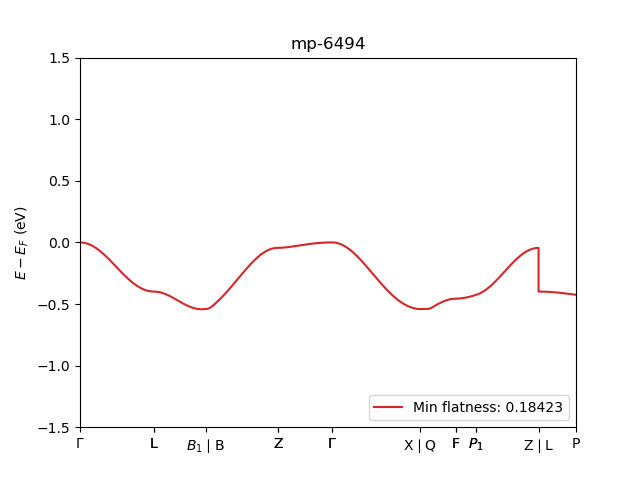 mp-6494
E − E_F (eV)
1.5
1.0
0.5
0.0
−0.5
−1.0
−1.5
Min flatness: 0.18423
Γ L B₁ | B Z Γ X | Q F P₁ Z | L P